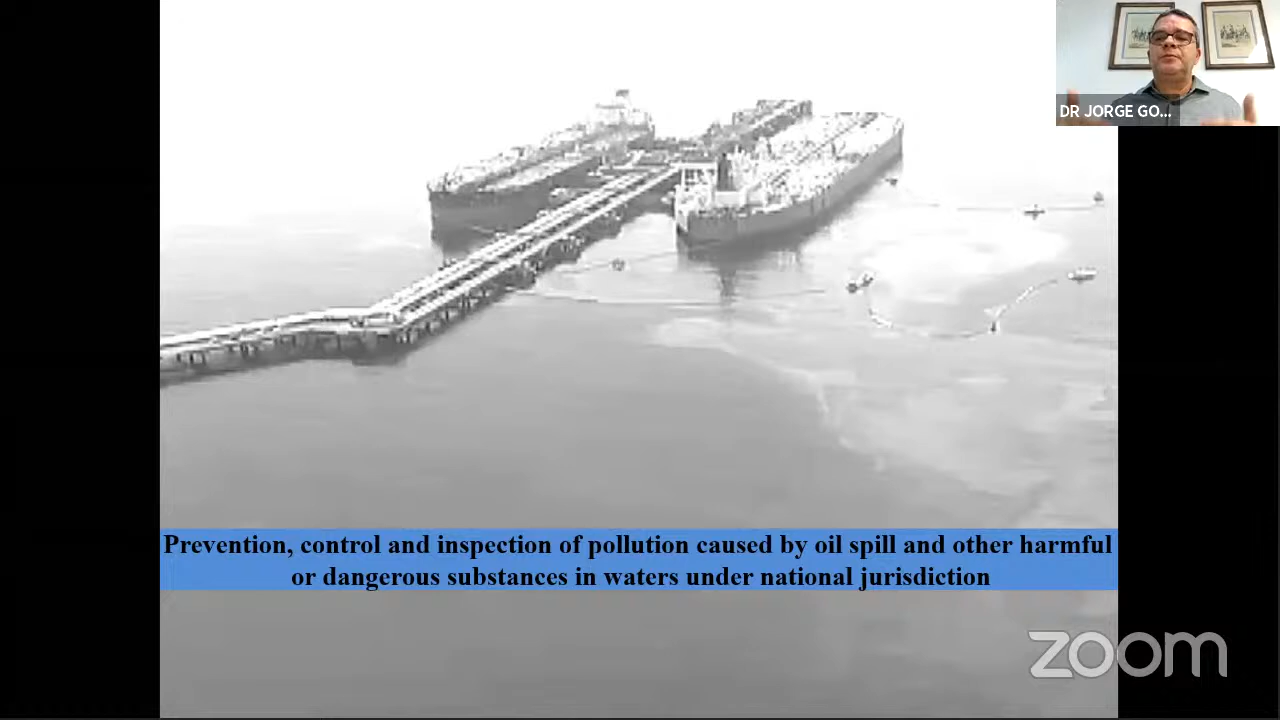 DR JORGE GO...
Prevention, control and inspection of pollution caused by oil spill and other harmful
or dangerous substances in waters under national jurisdiction
zoom